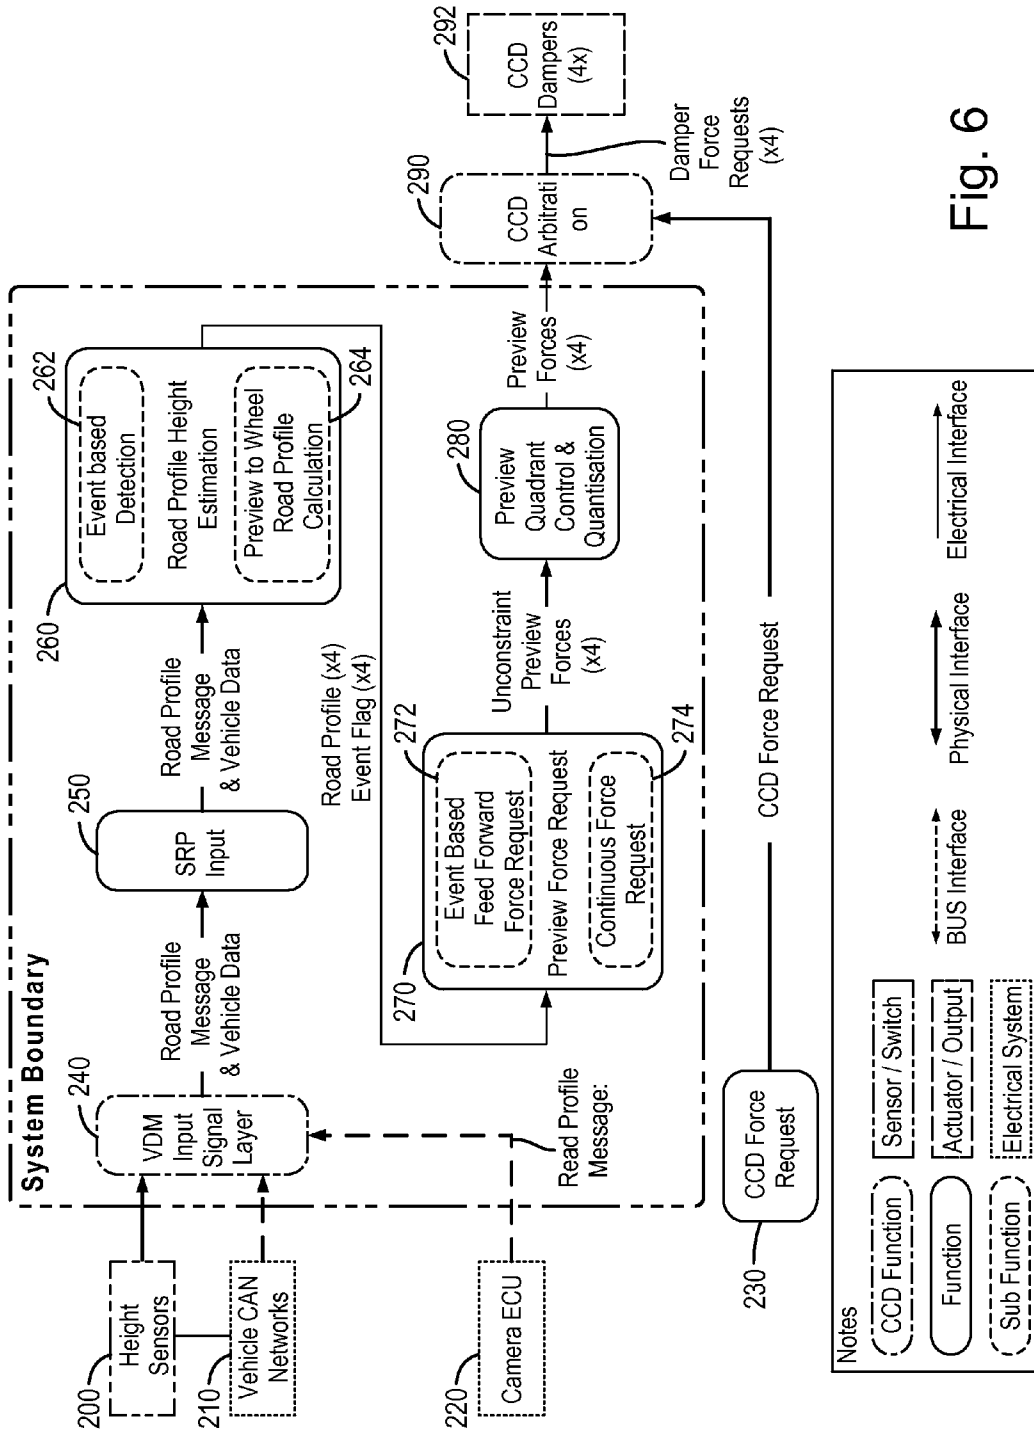 System Boundary
200
Height
Sensors
210
Vehicle CAN
Networks
220
Camera ECU
240
VDM
Input
Signal
Layer
Road Profile
Message
& Vehicle Data
250
SRP
Input
Road Profile
Message
& Vehicle Data
260
262
Event based
Detection
Road Profile Height
Estimation
Preview to Wheel
Road Profile
Calculation
264
Road Profile (x4)
Event Flag (x4)
Read Profile
Message:
270
272
Event Based
Feed Forward
Force Request
Preview Force Request
Continuous Force
Request
274
Unconstraint
Preview
Forces
(x4)
280
Preview
Quadrant
Control &
Quantisation
Preview
Forces
(x4)
290
CCD
Arbitrati
on
292
CCD
Dampers
(4x)
Damper
Force
Requests
(x4)
230
CCD Force
Request
CCD Force Request
Notes
CCD Function
Function
Sub Function
Sensor / Switch
Actuator / Output
Electrical System
BUS Interface
Physical Interface
Electrical Interface
Fig. 6